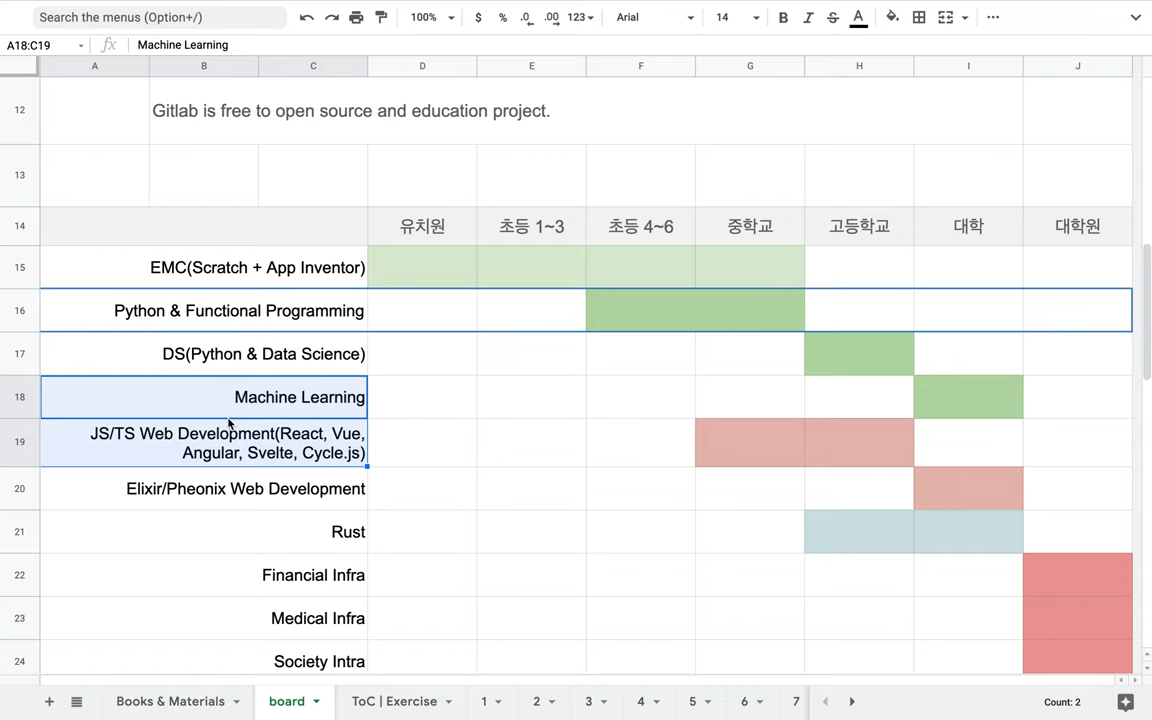 Search the menus (Option+/)
100%
$
%
.0
.00
123
Arial
14
B
I
S
A
A18:C19
fx
Machine Learning
A
B
C
D
E
F
G
H
I
J
12
Gitlab is free to open source and education project.
13
14
유치원
초등 1~3
초등 4~6
중학교
고등학교
대학
대학원
15
EMC(Scratch + App Inventor)
16
Python & Functional Programming
17
DS(Python & Data Science)
18
Machine Learning
19
JS/TS Web Development(React, Vue,
Angular, Svelte, Cycle.js)
20
Elixir/Pheonix Web Development
21
Rust
22
Financial Infra
23
Medical Infra
24
Society Intra
Books & Materials
board
ToC | Exercise
1
2
3
4
5
6
7
Count: 2